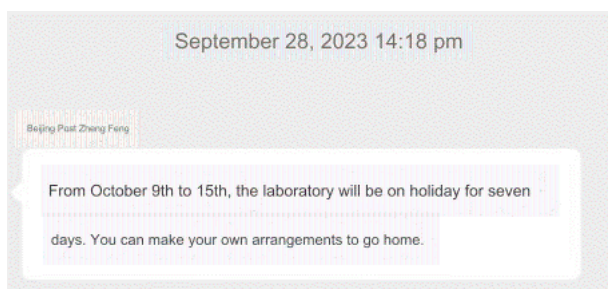 September 28, 2023 14:18 pm
Beijing Post Zheng Feng
From October 9th to 15th, the laboratory will be on holiday for seven
days. You can make your own arrangements to go home.